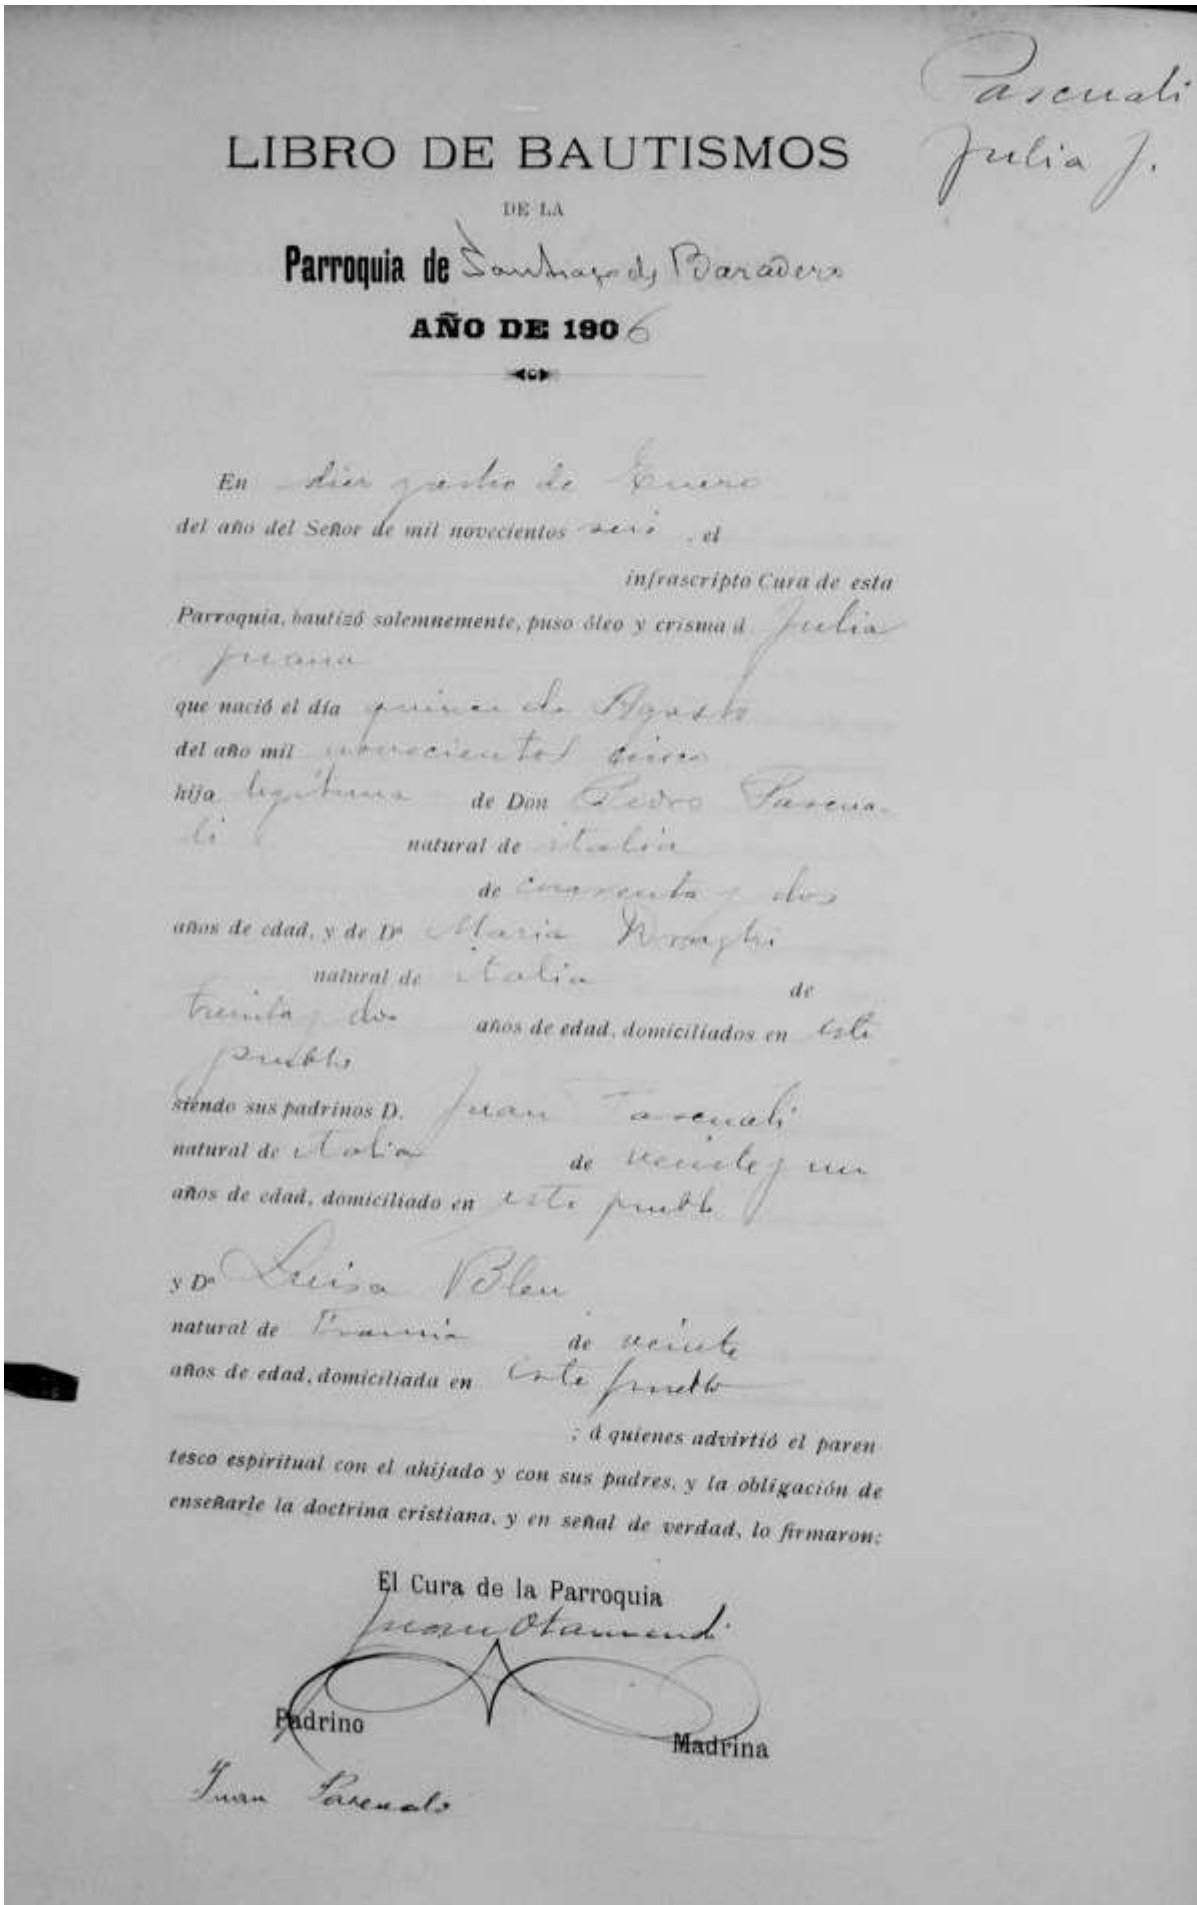 Pascuali
Julia J.
LIBRO DE BAUTISMOS
DE LA
Parroquia de Santiago del Baradero
AÑO DE 1906
En diez y ocho de Enero
del año del Señor de mil novecientos seis , el
infrascripto Cura de esta
Parroquia, bautizó solemnemente, puso óleo y crisma á Julia
Juana
que nació el día quince de Agosto
del año mil novecientos cinco
hija legítima de Don Pedro Pascua-
li natural de italia
de cuarenta y dos
años de edad, y de Dª Maria
natural de italia de
treinta y dos años de edad, domiciliados en este
pueblo
siendo sus padrinos D. Juan Pascuali
natural de italia de veinte y un
años de edad, domiciliado en este pueblo
y Dª Luisa Bleu
natural de Francia de veinte
años de edad, domiciliada en este pueblo
; á quienes advirtió el paren
tesco espiritual con el ahijado y con sus padres, y la obligación de
enseñarle la doctrina cristiana, y en señal de verdad, lo firmaron:
El Cura de la Parroquia
Juan Otamendi
Padrino Madrina
Juan Pascuali